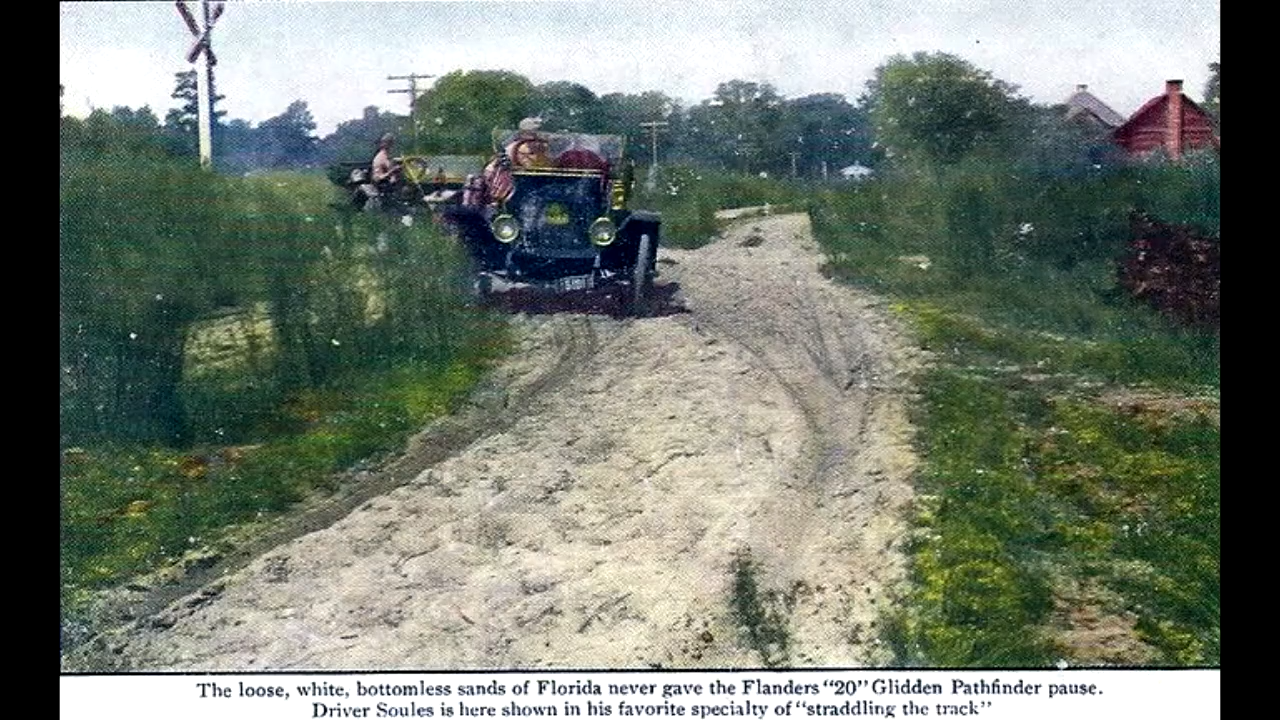 The loose, white, bottomless sands of Florida never gave the Flanders "20" Glidden Pathfinder pause.
Driver Soules is here shown in his favorite specialty of "straddling the track"